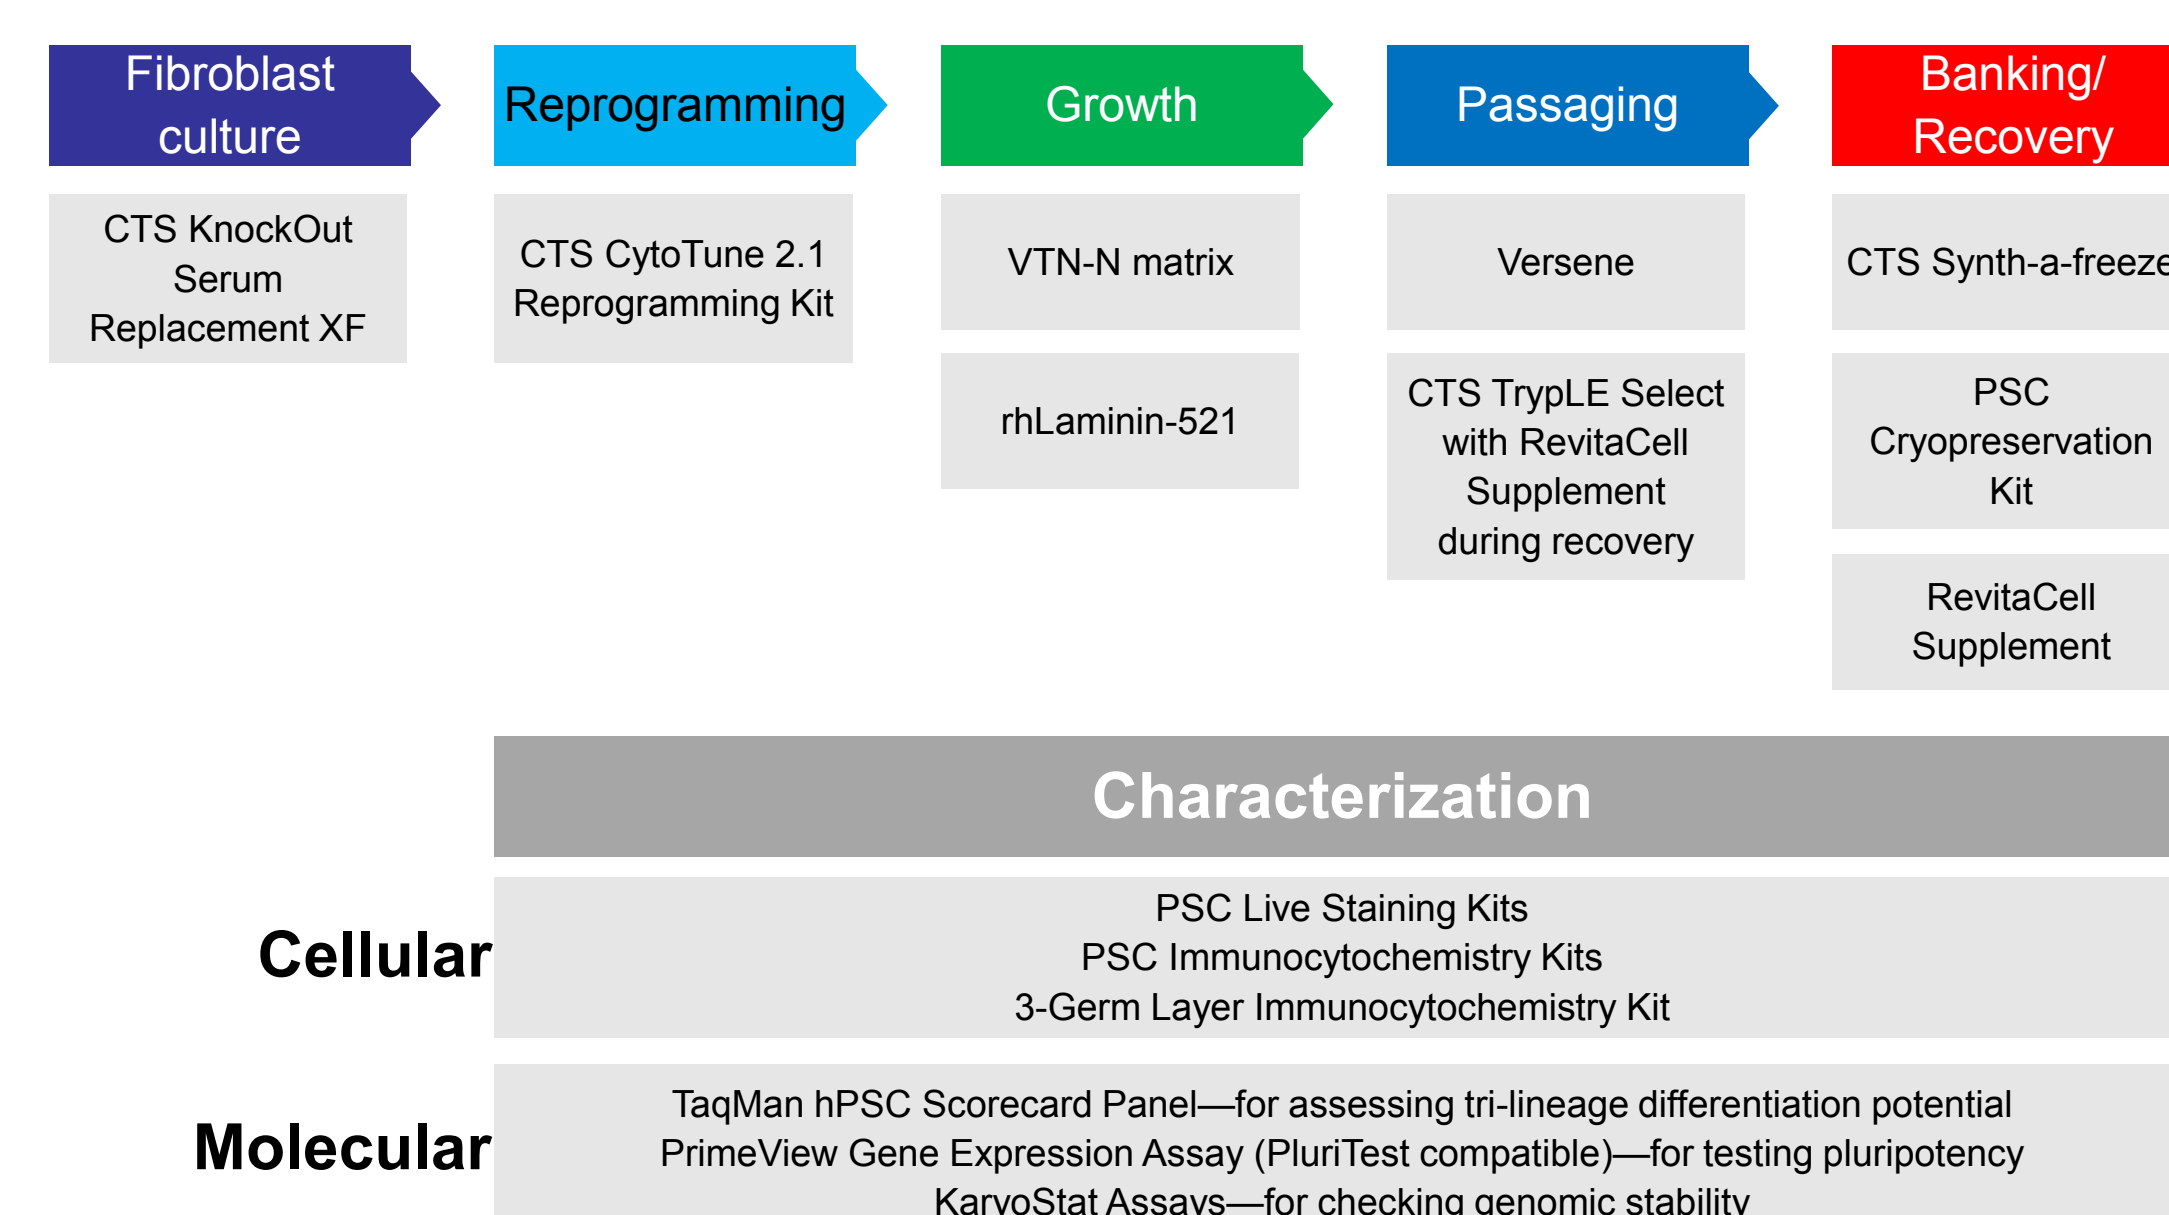 Fibroblast
culture
Reprogramming
Growth
Passaging
Banking/
Recovery
CTS KnockOut
Serum
Replacement XF
CTS CytoTune 2.1
Reprogramming Kit
VTN-N matrix
rhLaminin-521
Versene
CTS TrypLE Select
with RevitaCell
Supplement
during recovery
CTS Synth-a-freeze
PSC
Cryopreservation
Kit
RevitaCell
Supplement
Characterization
Cellular
PSC Live Staining Kits
PSC Immunocytochemistry Kits
3-Germ Layer Immunocytochemistry Kit
Molecular
TaqMan hPSC Scorecard Panel—for assessing tri-lineage differentiation potential
PrimeView Gene Expression Assay (PluriTest compatible)—for testing pluripotency
KaryoStat Assays—for checking genomic stability